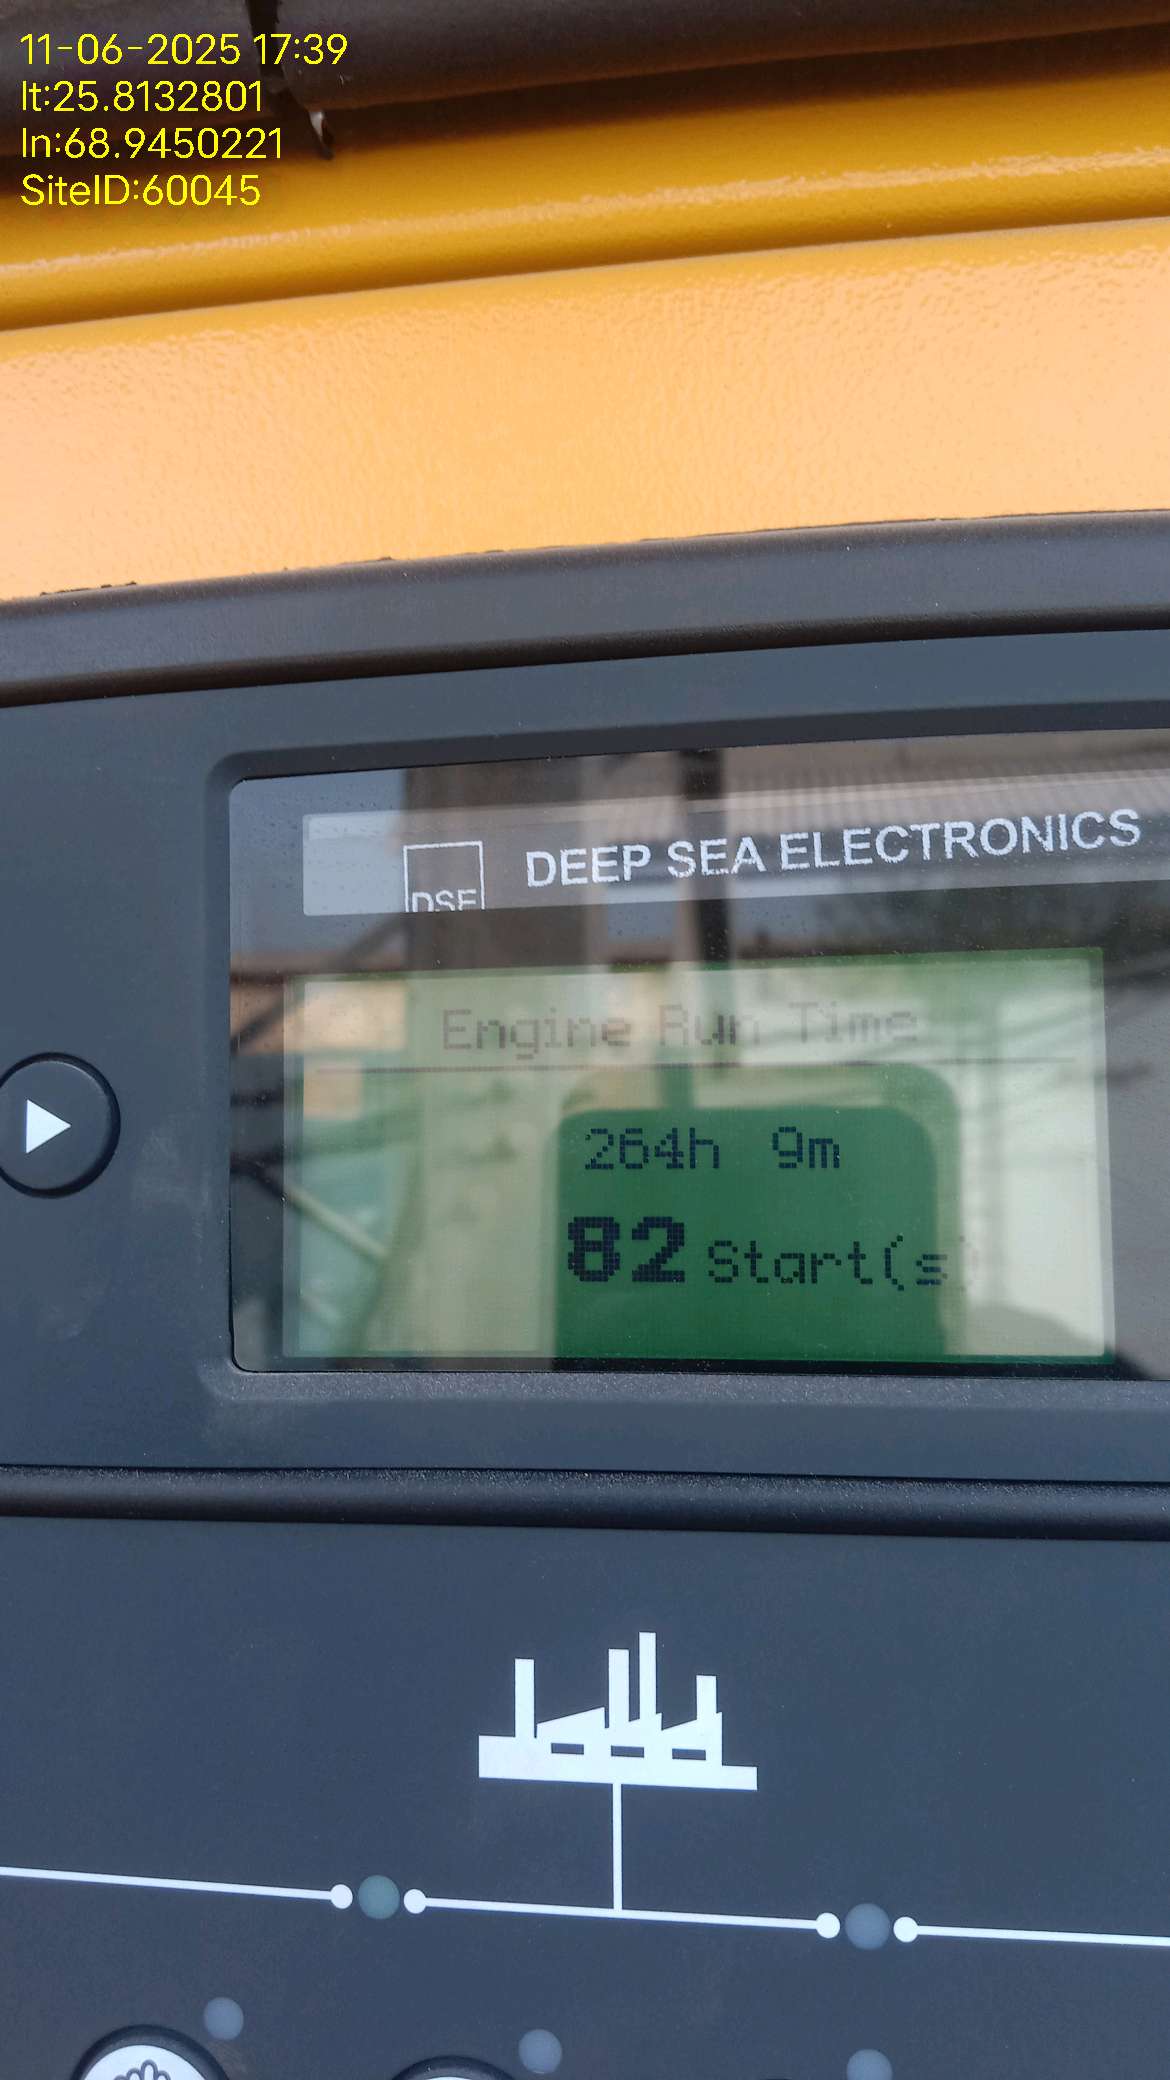 11-06-2025 17:39
lt:25.8132801
ln:68.9450221
SiteID:60045
DSE
DEEP SEA ELECTRONICS
Engine Run Time
264h 9m
82 Start(s)